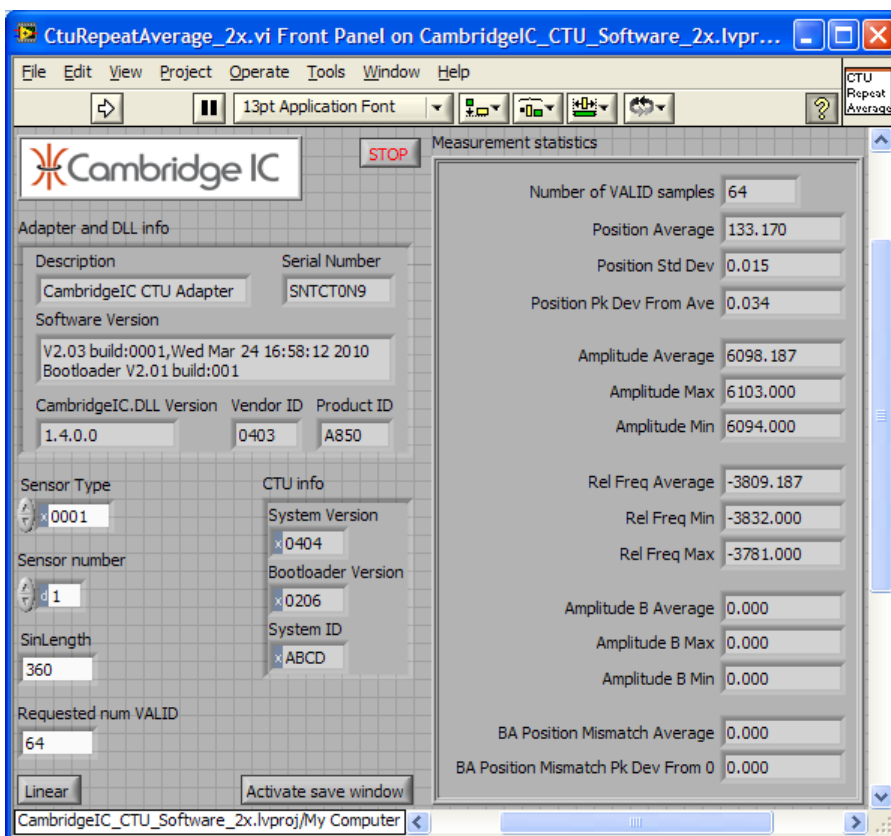 CtuRepeatAverage_2x.vi Front Panel on CambridgeIC_CTU_Software_2x.lvpr...
File Edit View Project Operate Tools Window Help
13pt Application Font
?
CTU
Repeat
Average
Cambridge IC
STOP
Adapter and DLL info
Description Serial Number
CambridgeIC CTU Adapter SNTCT0N9
Software Version
V2.03 build:0001,Wed Mar 24 16:58:12 2010
Bootloader V2.01 build:001
CambridgeIC.DLL Version Vendor ID Product ID
1.4.0.0 0403 A850
Sensor Type
x 0001
Sensor number
d 1
SinLength
360
Requested num VALID
64
Linear
CTU info
System Version
x 0404
Bootloader Version
x 0206
System ID
x ABCD
Activate save window
Measurement statistics
Number of VALID samples 64
Position Average 133.170
Position Std Dev 0.015
Position Pk Dev From Ave 0.034
Amplitude Average 6098.187
Amplitude Max 6103.000
Amplitude Min 6094.000
Rel Freq Average -3809.187
Rel Freq Min -3832.000
Rel Freq Max -3781.000
Amplitude B Average 0.000
Amplitude B Max 0.000
Amplitude B Min 0.000
BA Position Mismatch Average 0.000
BA Position Mismatch Pk Dev From 0 0.000
CambridgeIC_CTU_Software_2x.lvproj/My Computer